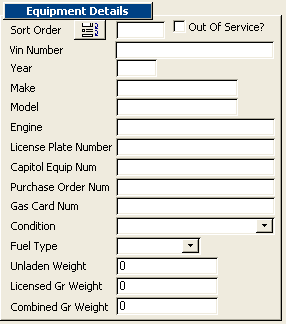 Equipment Details
Sort Order Out Of Service?
Vin Number
Year
Make
Model
Engine
License Plate Number
Capitol Equip Num
Purchase Order Num
Gas Card Num
Condition
Fuel Type
Unladen Weight 0
Licensed Gr Weight 0
Combined Gr Weight 0